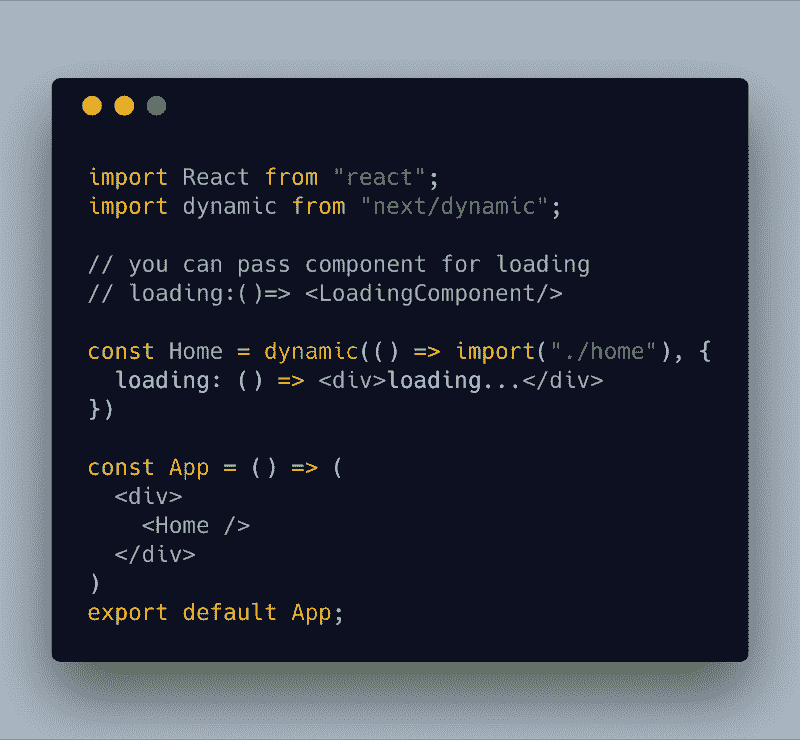 import React from "react";
import dynamic from "next/dynamic";
// you can pass component for loading
// loading:()=> <LoadingComponent/>
const Home = dynamic(() => import("./home"), {
  loading: () => <div>loading...</div>
})
const App = () => (
  <div>
    <Home />
  </div>
)
export default App;